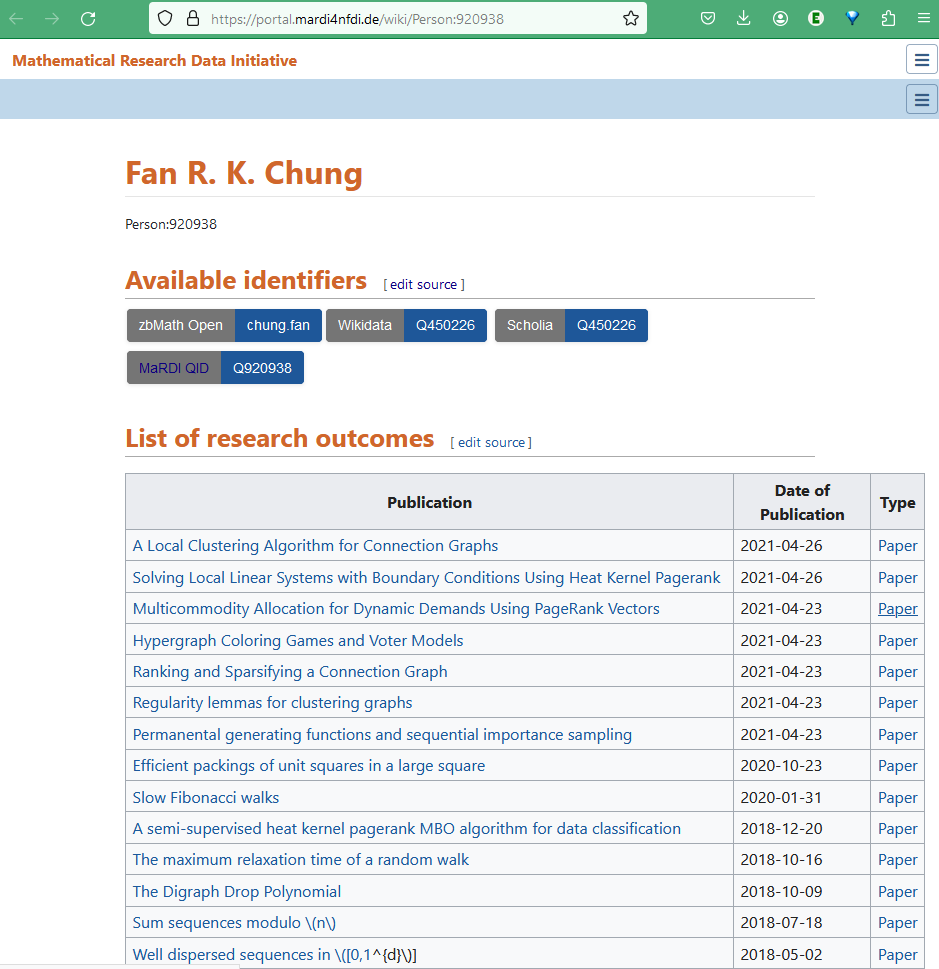 https://portal.mardi4nfdi.de/wiki/Person:920938
E
Mathematical Research Data Initiative
Fan R. K. Chung
Person:920938
Available identifiers [ edit source ]
zbMath Open chung.fan Wikidata Q450226 Scholia Q450226
MaRDI QID Q920938
List of research outcomes [ edit source ]
Publication Date of Publication Type
A Local Clustering Algorithm for Connection Graphs 2021-04-26 Paper
Solving Local Linear Systems with Boundary Conditions Using Heat Kernel Pagerank 2021-04-26 Paper
Multicommodity Allocation for Dynamic Demands Using PageRank Vectors 2021-04-23 Paper
Hypergraph Coloring Games and Voter Models 2021-04-23 Paper
Ranking and Sparsifying a Connection Graph 2021-04-23 Paper
Regularity lemmas for clustering graphs 2021-04-23 Paper
Permanental generating functions and sequential importance sampling 2021-04-23 Paper
Efficient packings of unit squares in a large square 2020-10-23 Paper
Slow Fibonacci walks 2020-01-31 Paper
A semi-supervised heat kernel pagerank MBO algorithm for data classification 2018-12-20 Paper
The maximum relaxation time of a random walk 2018-10-16 Paper
The Digraph Drop Polynomial 2018-10-09 Paper
Sum sequences modulo \(n\) 2018-07-18 Paper
Well dispersed sequences in \([0,1^{d}\)] 2018-05-02 Paper